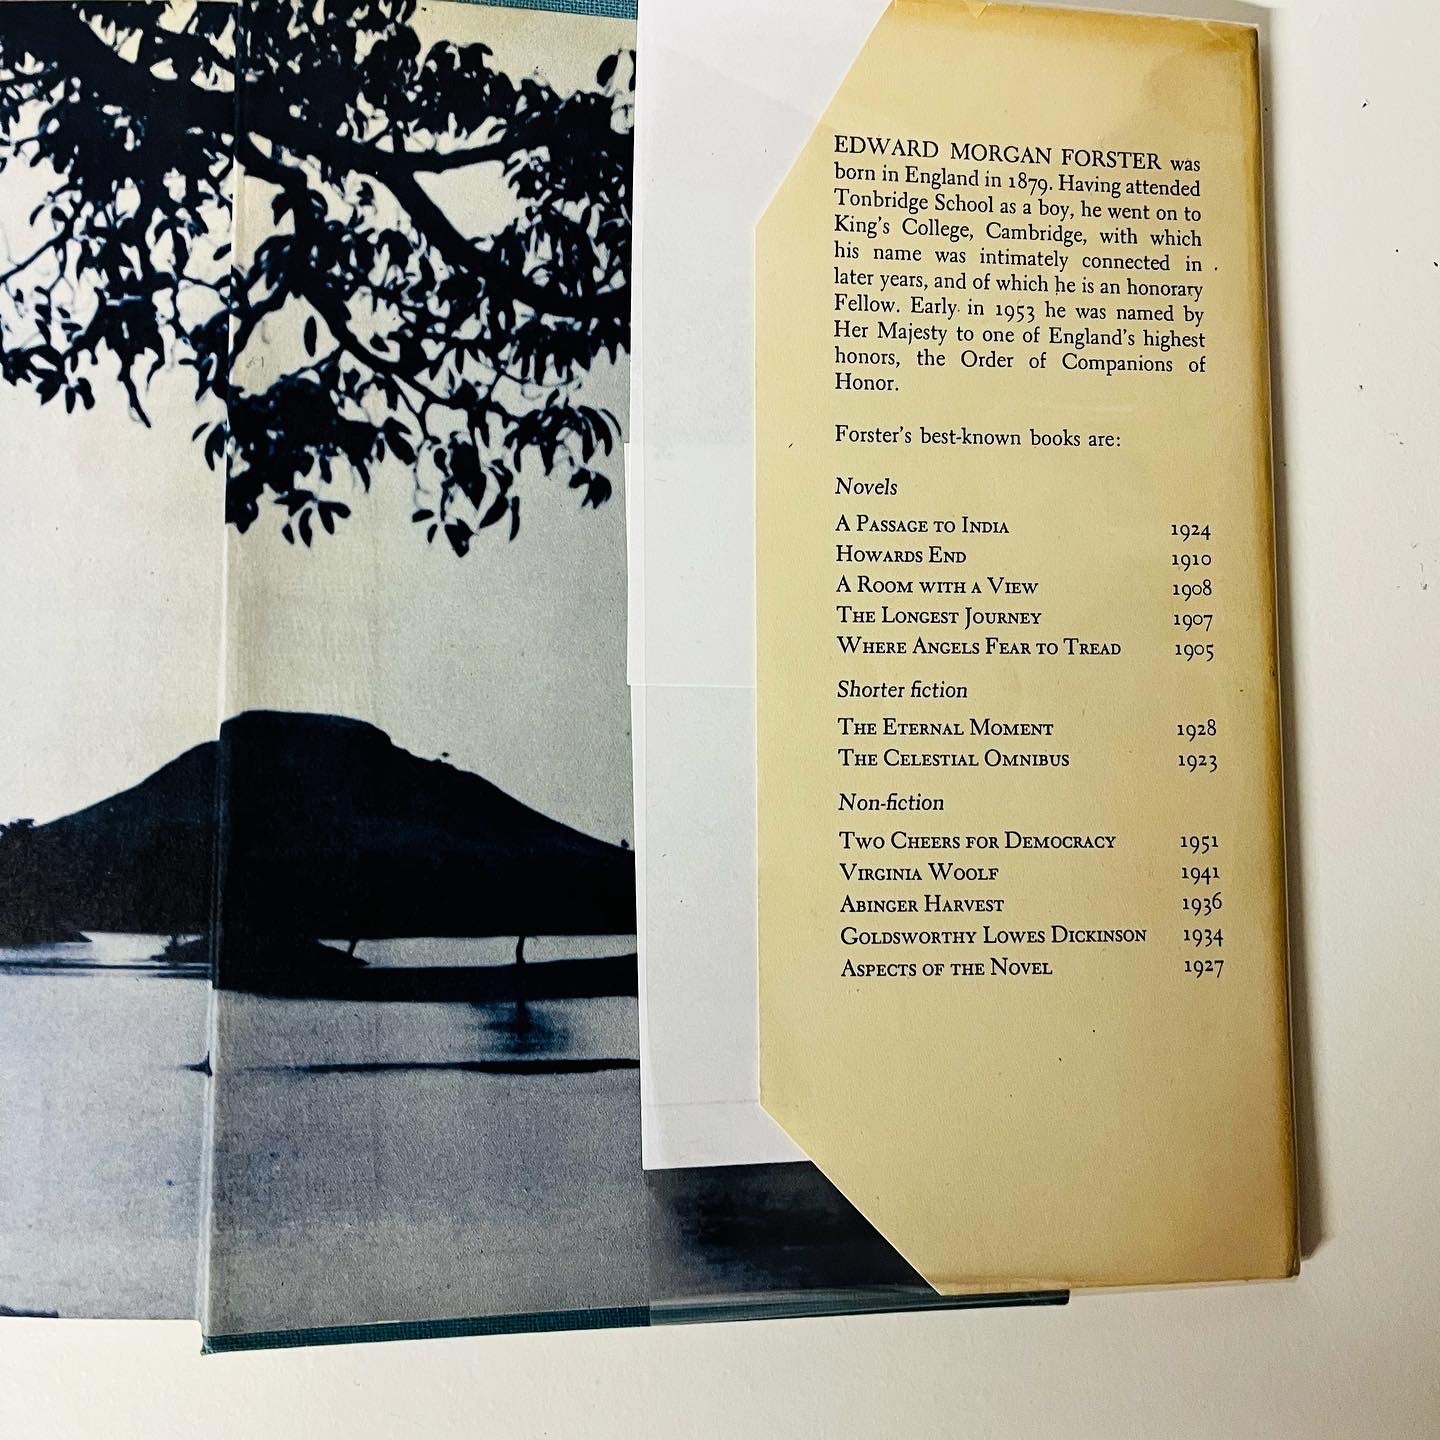 EDWARD MORGAN FORSTER was
born in England in 1879. Having attended
Tonbridge School as a boy, he went on to
King's College, Cambridge, with which
his name was intimately connected in
later years, and of which he is an honorary
Fellow. Early in 1953 he was named by
Her Majesty to one of England's highest
honors, the Order of Companions of
Honor.
Forster's best-known books are:
Novels
A PASSAGE TO INDIA 1924
HOWARDS END 1910
A ROOM WITH A VIEW 1908
THE LONGEST JOURNEY 1907
WHERE ANGELS FEAR TO TREAD 1905
Shorter fiction
THE ETERNAL MOMENT 1928
THE CELESTIAL OMNIBUS 1923
Non-fiction
TWO CHEERS FOR DEMOCRACY 1951
VIRGINIA WOOLF 1941
ABINGER HARVEST 1936
GOLDSWORTHY LOWES DICKINSON 1934
ASPECTS OF THE NOVEL 1927